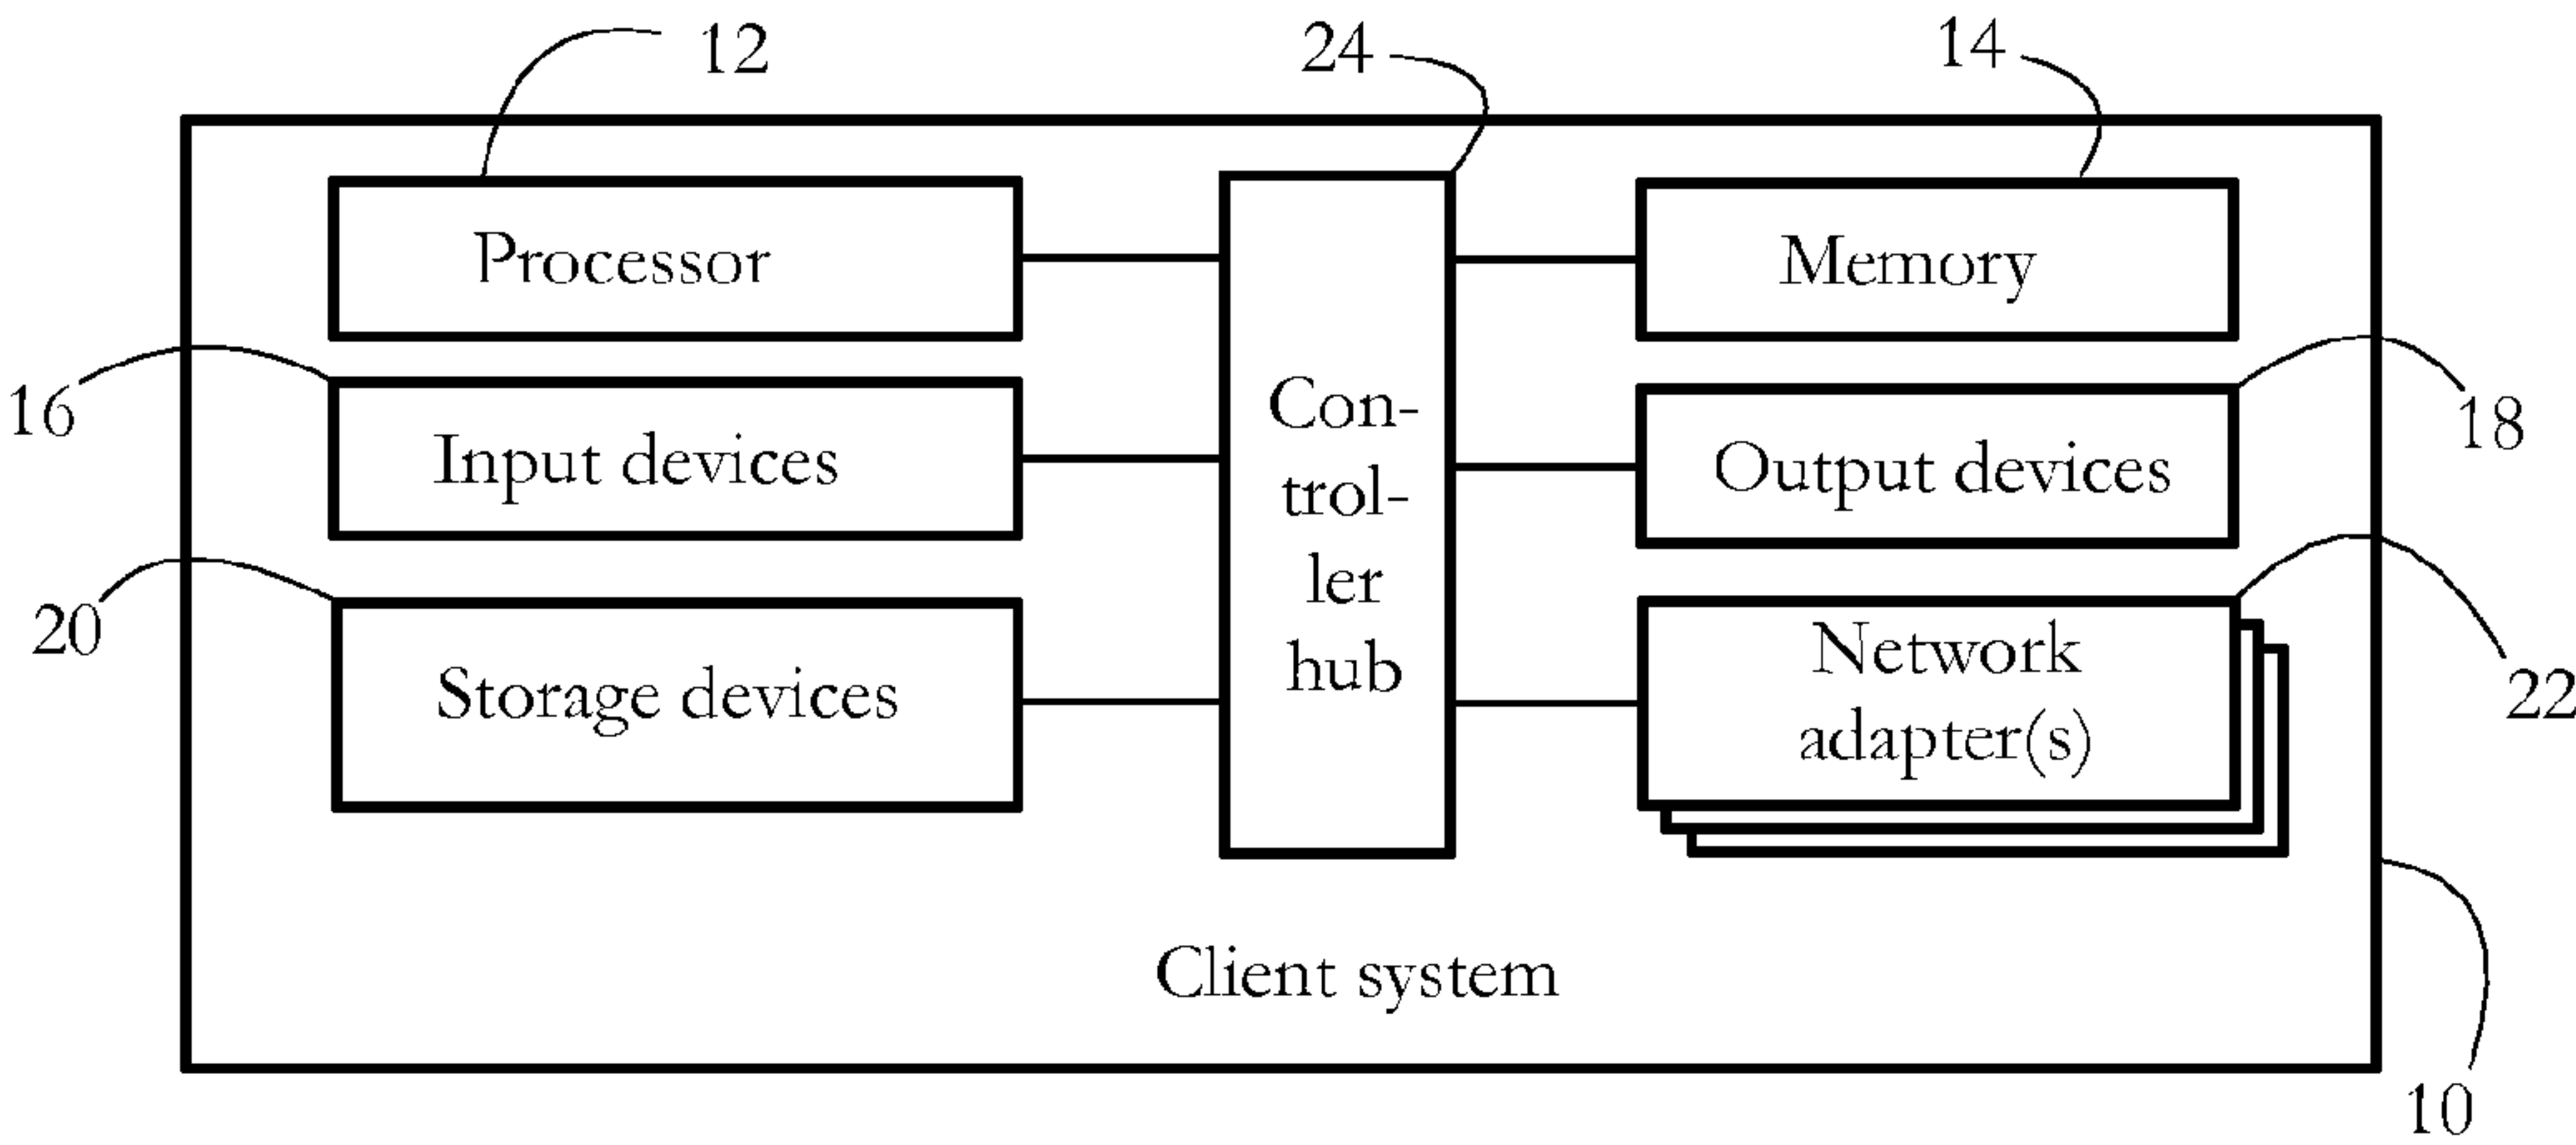 12
24
14
Processor
Memory
16
Input devices
Con-
trol-
ler
hub
Output devices
18
20
Storage devices
Network
adapter(s)
22
Client system
10